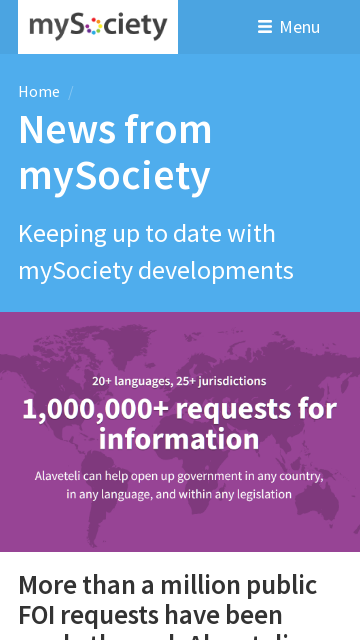 mySociety
Menu
Home /
News from
mySociety
Keeping up to date with
mySociety developments
20+ languages, 25+ jurisdictions
1,000,000+ requests for
information
Alaveteli can help open up government in any country,
in any language, and within any legislation
More than a million public
FOI requests have been